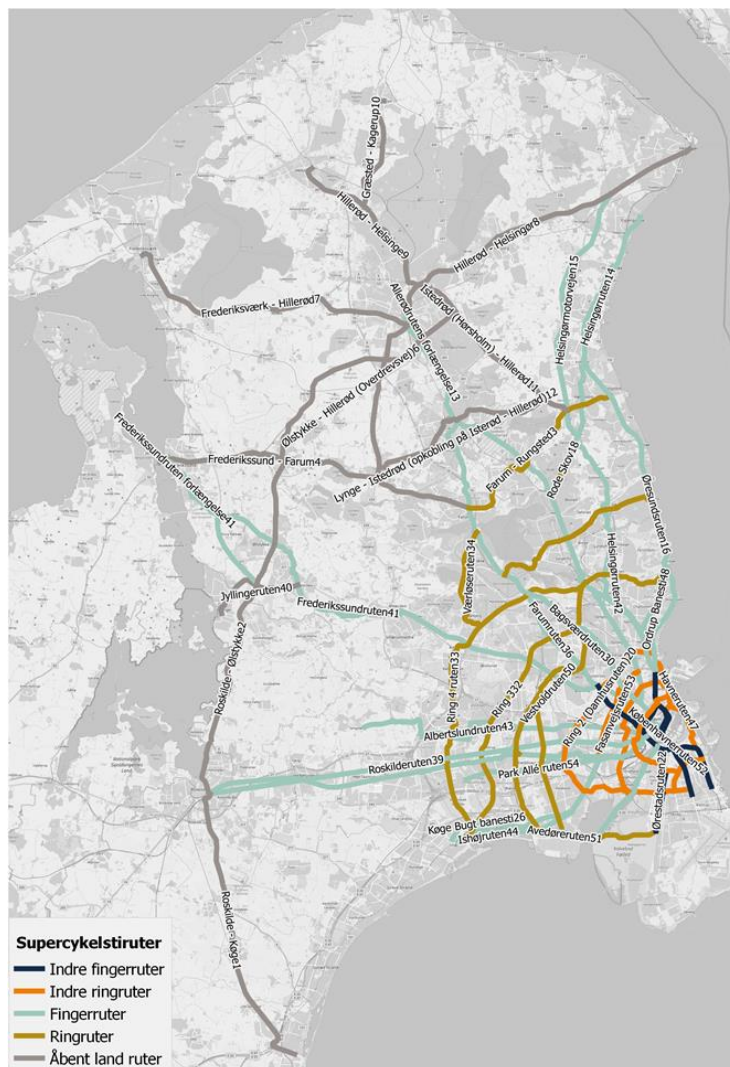 Græsted - Kagerup10
Hillerød - Helsinge9
Hillerød - Helsingør8
Frederiksværk - Hillerød7
Istedrød (Hørsholm) - Hillerød11
Allerødrutens forlængelse13
Helsingørmotorvejen15
Helsingørruten14
Ølstykke - Hillerød (Overdrevsvej)6
Lynge - Istedrød (opkobling på Isterød - Hillerød)12
Frederikssund - Farum4
Farum - Rungsted3
Rode Skov18
Frederikssundruten forlængelse41
Øresundsruten16
Værløseruten34
Helsingørruten42
Ordrup Banesti48
Jyllingeruten40
Frederikssundruten41
Farumruten36
Bagsværdruten30
Roskilde - Ølstykke2
Ring 4 ruten33
Ring 332
Vestvoldruten50
Ring 2 (Damhusruten)20
Fasanvejsruten53
Havneruten47
Københavnerruten52
Albertslundruten43
Roskilderuten39
Park Allé ruten54
Ørestadsruten22
Køge Bugt banesti26
Ishøjruten44
Avedøreruten51
Roskilde - Køge1
Supercykelstiruter
Indre fingerruter
Indre ringruter
Fingerruter
Ringruter
Åbent land ruter